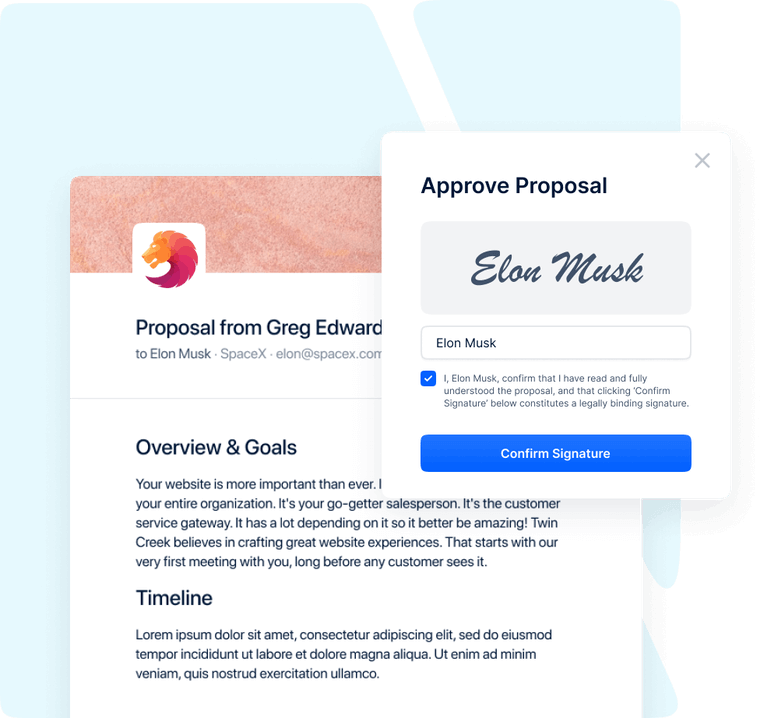 Approve Proposal
Elon Musk
Elon Musk
I, Elon Musk, confirm that I have read and fully
understood the proposal, and that clicking 'Confirm
Signature' below constitutes a legally binding signature.
Confirm Signature
Proposal from Greg Edward
to Elon Musk · SpaceX · elon@spacex.com
Overview & Goals
Your website is more important than ever.
your entire organization. It's your go-getter salesperson. It's the customer
service gateway. It has a lot depending on it so it better be amazing! Twin
Creek believes in crafting great website experiences. That starts with our
very first meeting with you, long before any customer sees it.
Timeline
Lorem ipsum dolor sit amet, consectetur adipiscing elit, sed do eiusmod
tempor incididunt ut labore et dolore magna aliqua. Ut enim ad minim
veniam, quis nostrud exercitation ullamco.